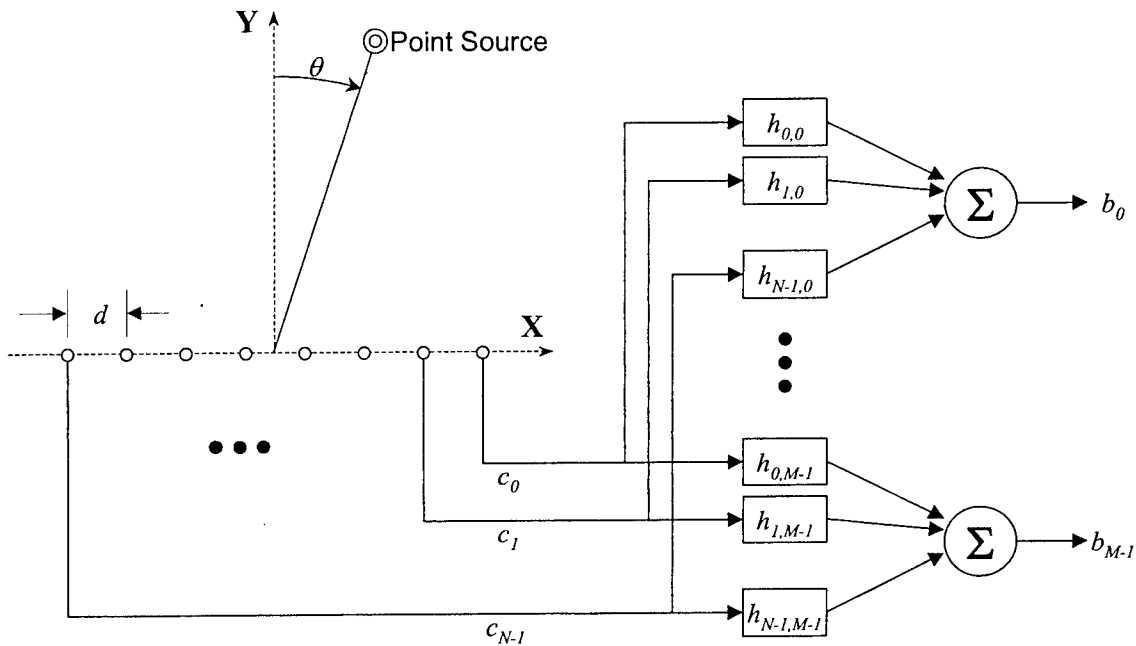 Y
Point Source
θ
h0,0
h1,0
Σ
b0
hN-1,0
d
X
h0,M-1
c0
h1,M-1
c1
Σ
bM-1
hN-1,M-1
cN-1